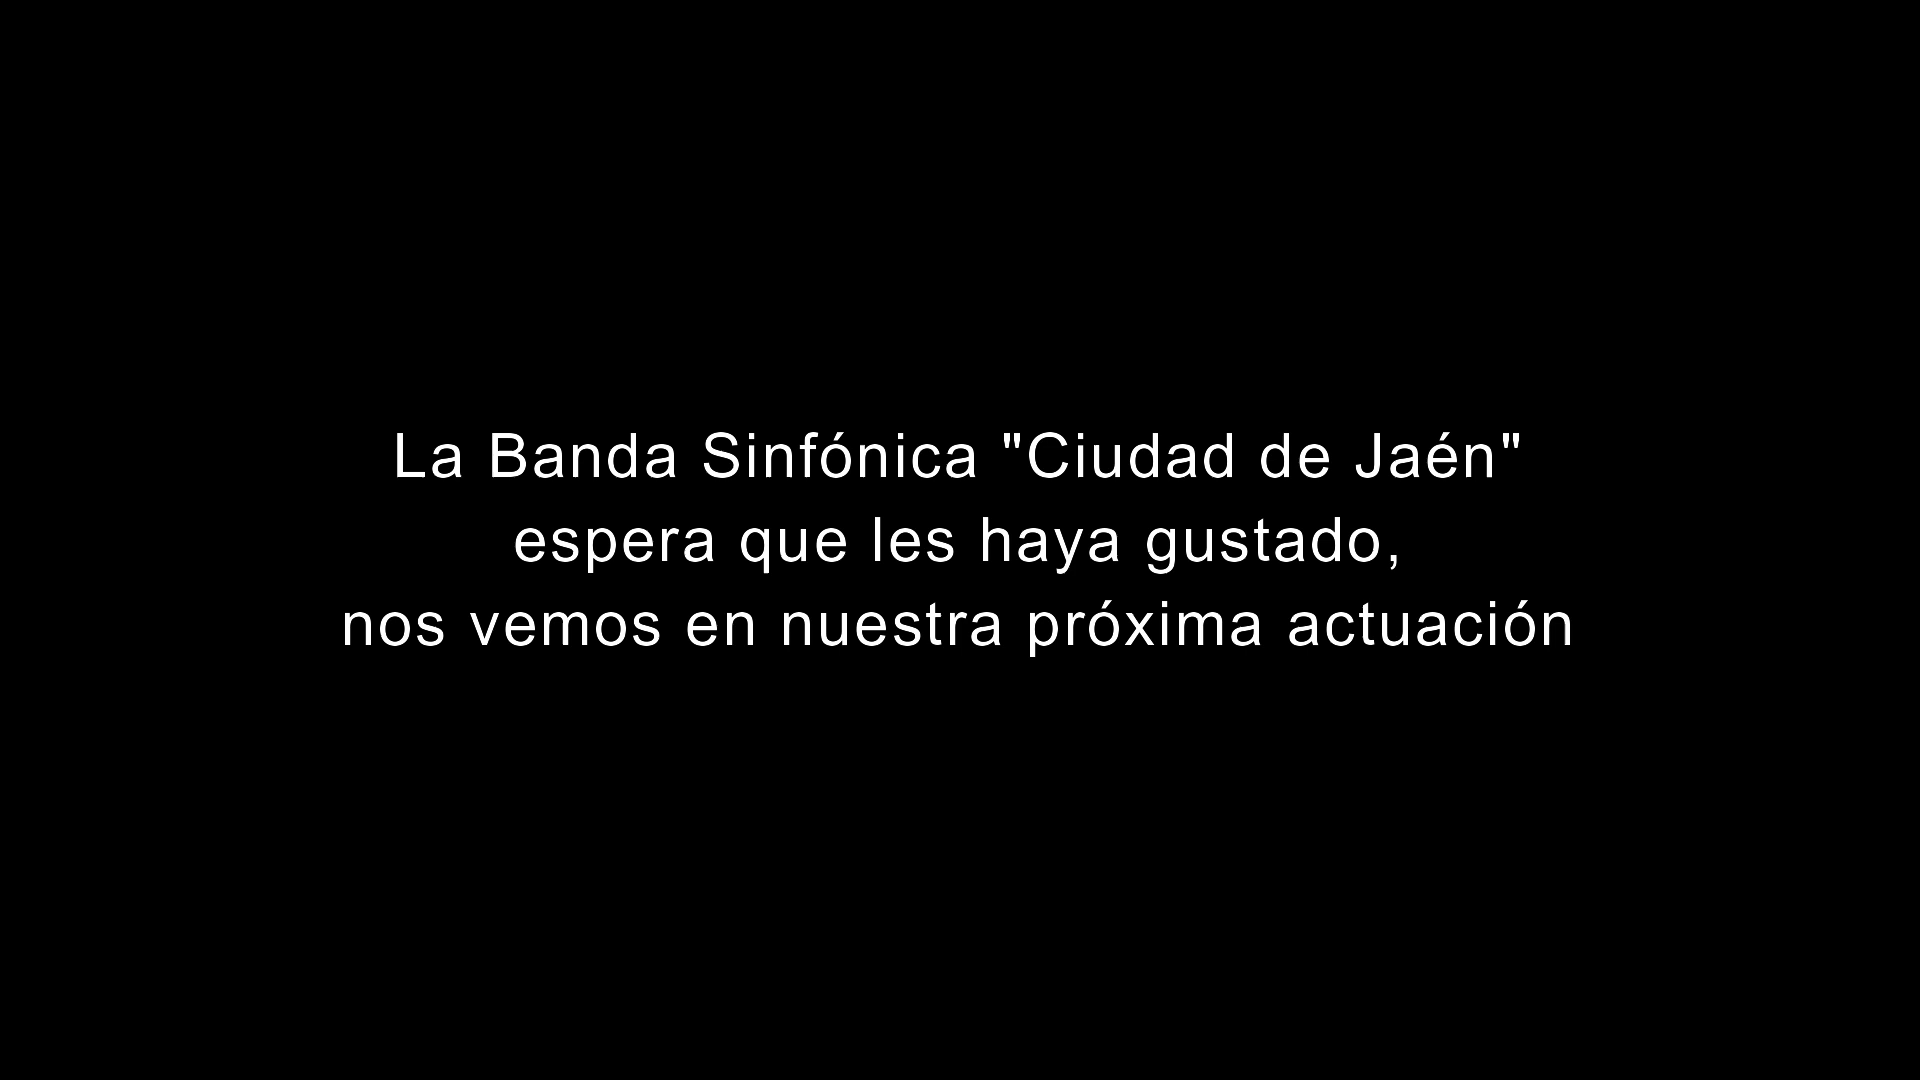 La Banda Sinfónica "Ciudad de Jaén"
espera que les haya gustado,
nos vemos en nuestra próxima actuación